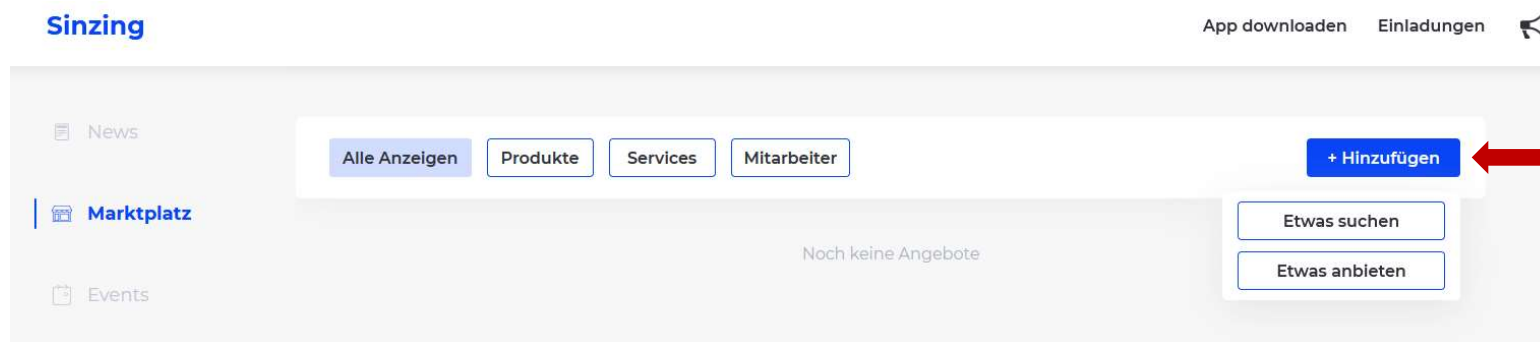 Sinzing
App downloaden Einladungen
News
Alle Anzeigen Produkte Services Mitarbeiter + Hinzufügen
Marktplatz
Etwas suchen
Noch keine Angebote
Etwas anbieten
Events